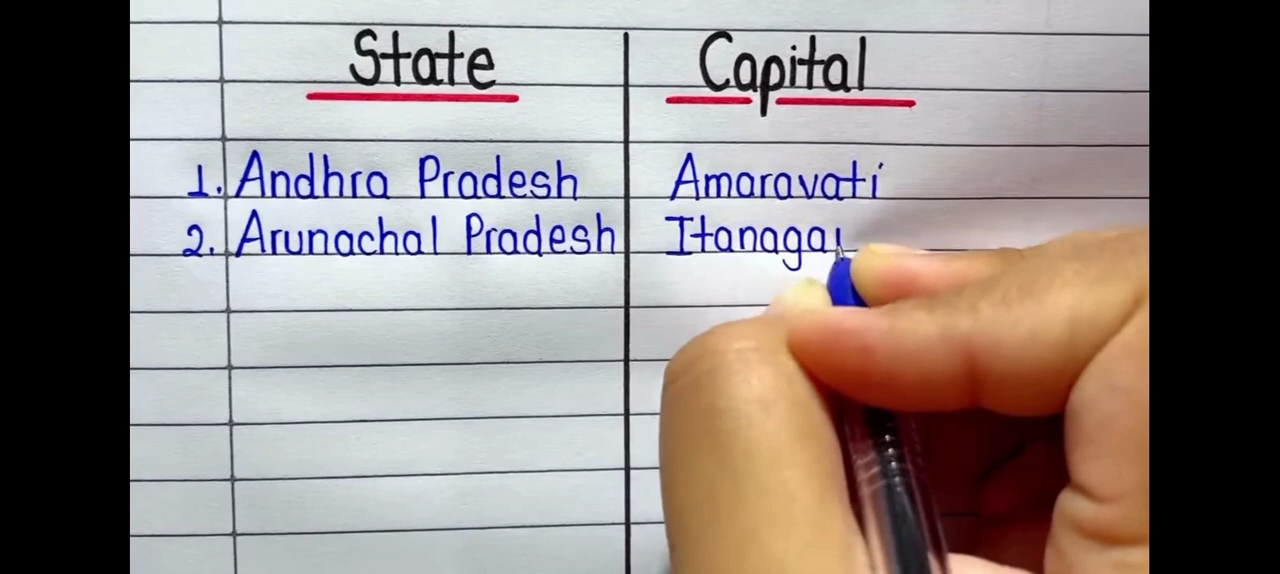 State Capital
1. Andhra Pradesh Amaravati
2. Arunachal Pradesh Itanaga